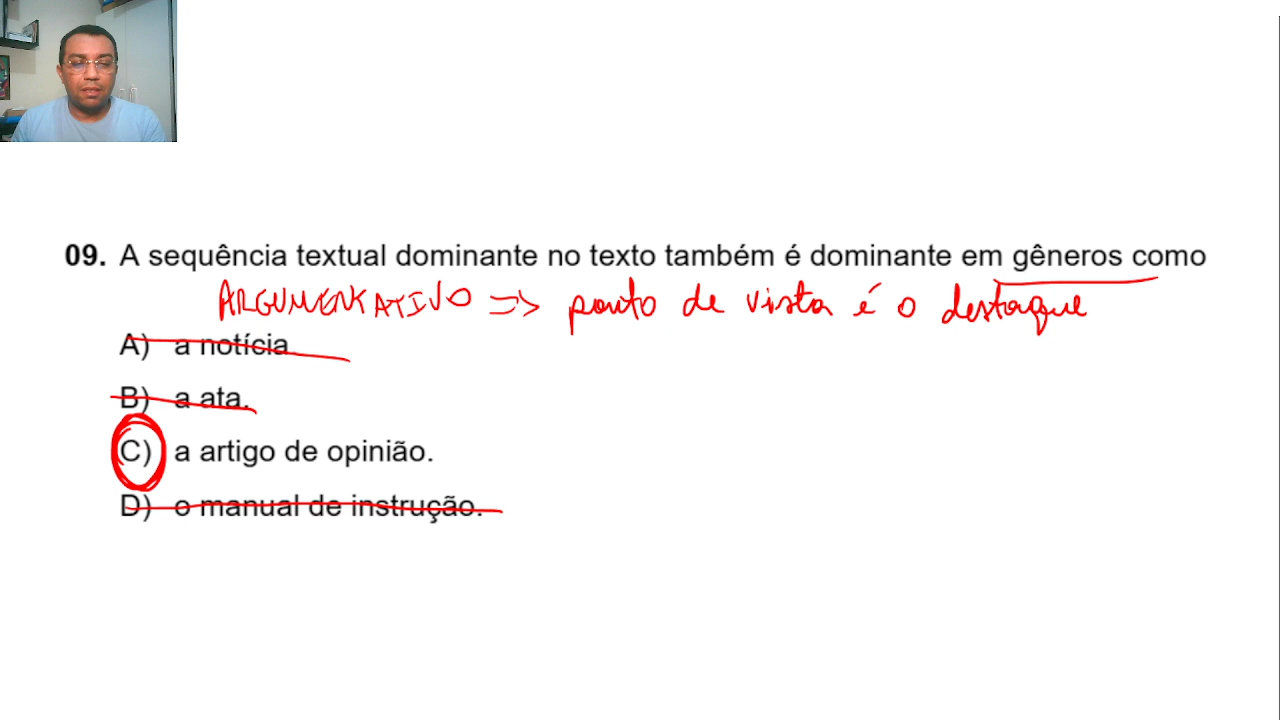 09. A sequência textual dominante no texto também é dominante em gêneros como
ARGUMENTATIVO => ponto de vista é o destaque
A) a notícia.
B) a ata.
C) a artigo de opinião.
D) o manual de instrução.